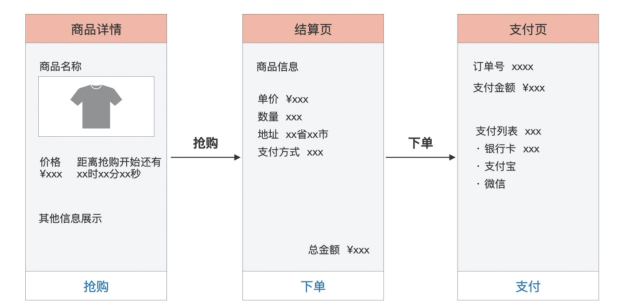 商品详情
商品名称
价格 距离抢购开始还有
¥xxx xx时xx分xx秒
其他信息展示
抢购
抢购
结算页
商品信息
单价 ¥xxx
数量 xxx
地址 xx省xx市
支付方式 xxx
总金额 ¥xxx
下单
下单
支付页
订单号 xxxx
支付金额 ¥xxx
支付列表 xxx
· 银行卡 xxx
· 支付宝
· 微信
支付